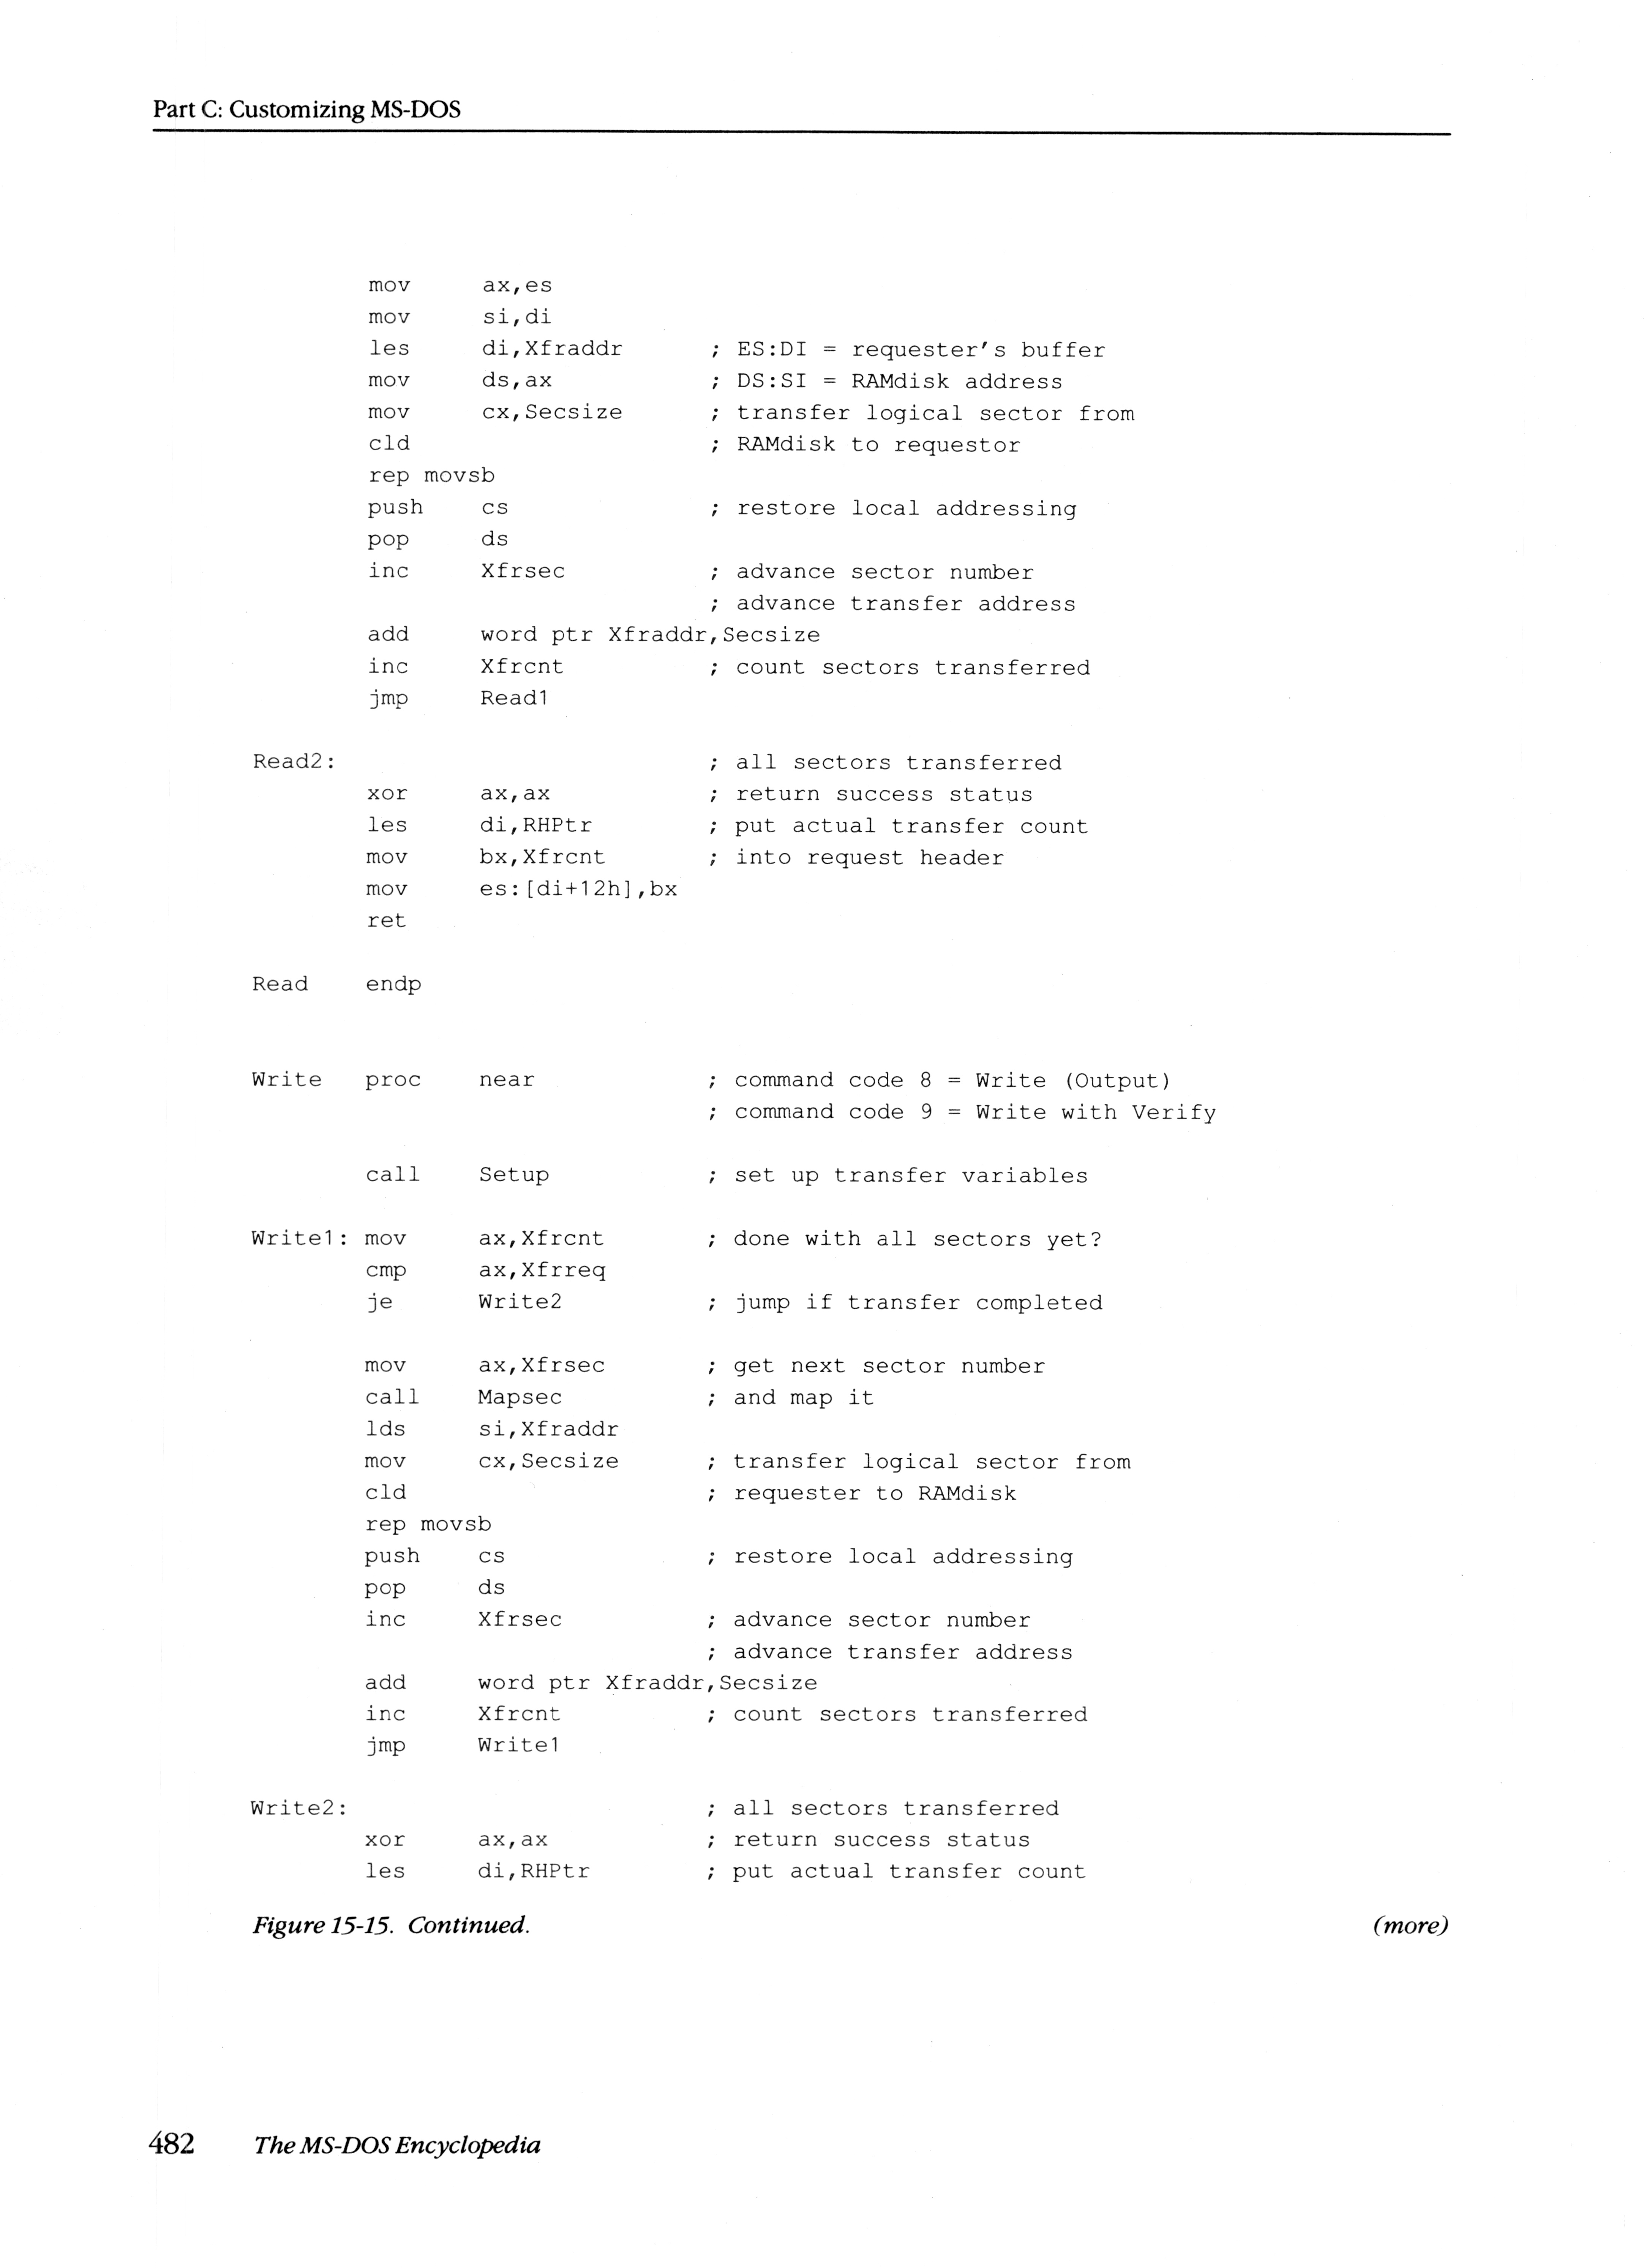 Part C: Customizing MS-DOS
mov ax,es
mov si,di
les di,Xfraddr ; ES:DI = requester's buffer
mov ds,ax ; DS:SI = RAMdisk address
mov cx,Secsize ; transfer logical sector from
cld ; RAMdisk to requestor
rep movsb
push cs ; restore local addressing
pop ds
inc Xfrsec ; advance sector number
; advance transfer address
add word ptr Xfraddr,Secsize
inc Xfrcnt ; count sectors transferred
jmp Read1
Read2: ; all sectors transferred
xor ax,ax ; return success status
les di,RHPtr ; put actual transfer count
mov bx,Xfrcnt ; into request header
mov es:[di+12h],bx
ret
Read endp
Write proc near ; command code 8 = Write (Output)
; command code 9 = Write with Verify
call Setup ; set up transfer variables
Write1: mov ax,Xfrcnt ; done with all sectors yet?
cmp ax,Xfrreq
je Write2 ; jump if transfer completed
mov ax,Xfrsec ; get next sector number
call Mapsec ; and map it
lds si,Xfraddr
mov cx,Secsize ; transfer logical sector from
cld ; requester to RAMdisk
rep movsb
push cs ; restore local addressing
pop ds
inc Xfrsec ; advance sector number
; advance transfer address
add word ptr Xfraddr,Secsize
inc Xfrcnt ; count sectors transferred
jmp Write1
Write2: ; all sectors transferred
xor ax,ax ; return success status
les di,RHPtr ; put actual transfer count
Figure 15-15. Continued. (more)
482 The MS-DOS Encyclopedia